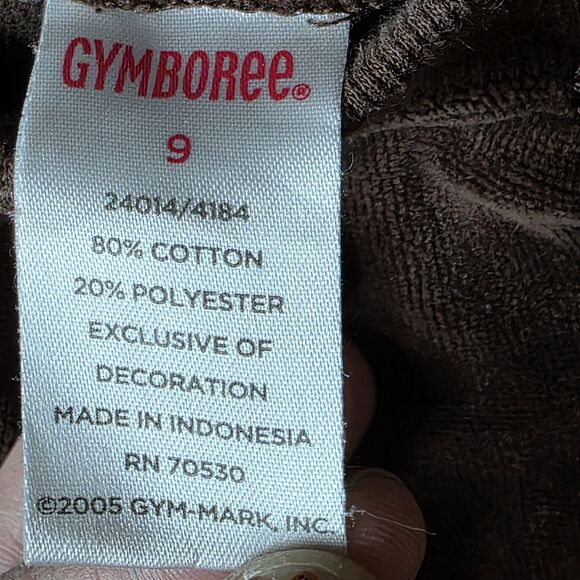 GYMBOREE®
9
24014/4184
80% COTTON
20% POLYESTER
EXCLUSIVE OF
DECORATION
MADE IN INDONESIA
RN 70530
©2005 GYM-MARK, INC.